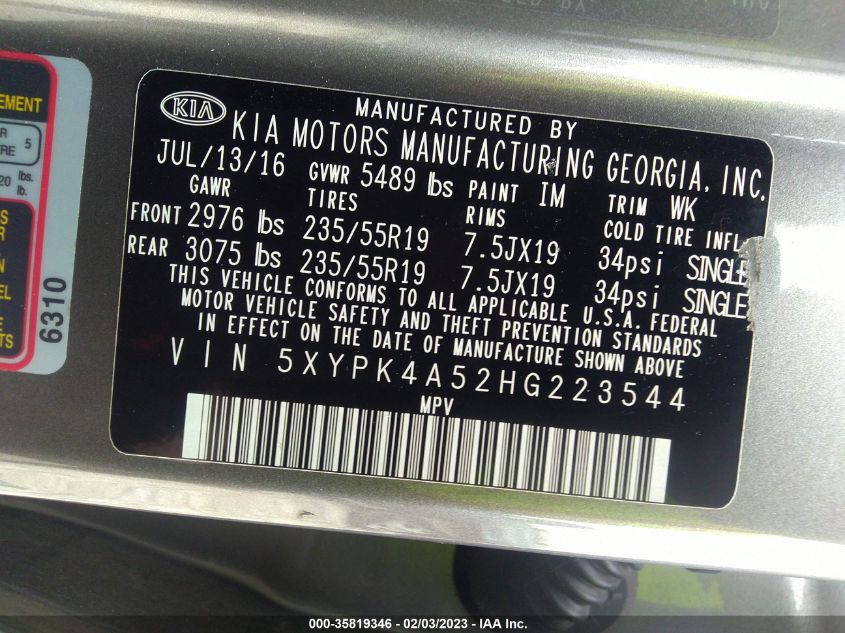 KIA
MANUFACTURED BY
KIA MOTORS MANUFACTURING GEORGIA, INC.
JUL/13/16 GVWR 5489 lbs PAINT IM TRIM WK
GAWR TIRES RIMS COLD TIRE INFL
FRONT 2976 lbs 235/55R19 7.5JX19 34psi SINGLE
REAR 3075 lbs 235/55R19 7.5JX19 34psi SINGLE
THIS VEHICLE CONFORMS TO ALL APPLICABLE U.S.A. FEDERAL
MOTOR VEHICLE SAFETY AND THEFT PREVENTION STANDARDS
IN EFFECT ON THE DATE OF MANUFACTURE SHOWN ABOVE
VIN 5XYPK4A52HG223544
MPV
5
lbs.
lb.
6310
000-35819346 - 02/03/2023 - IAA Inc.